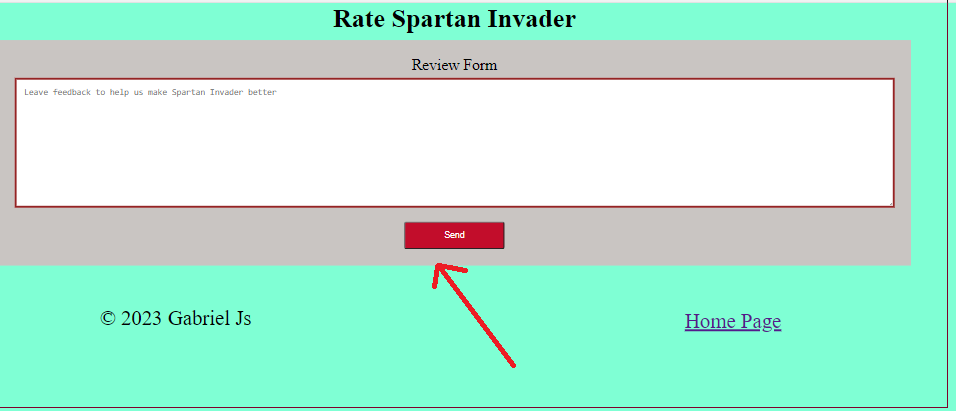 Rate Spartan Invader
Review Form
Leave feedback to help us make Spartan Invader better
Send
© 2023 Gabriel Js
Home Page